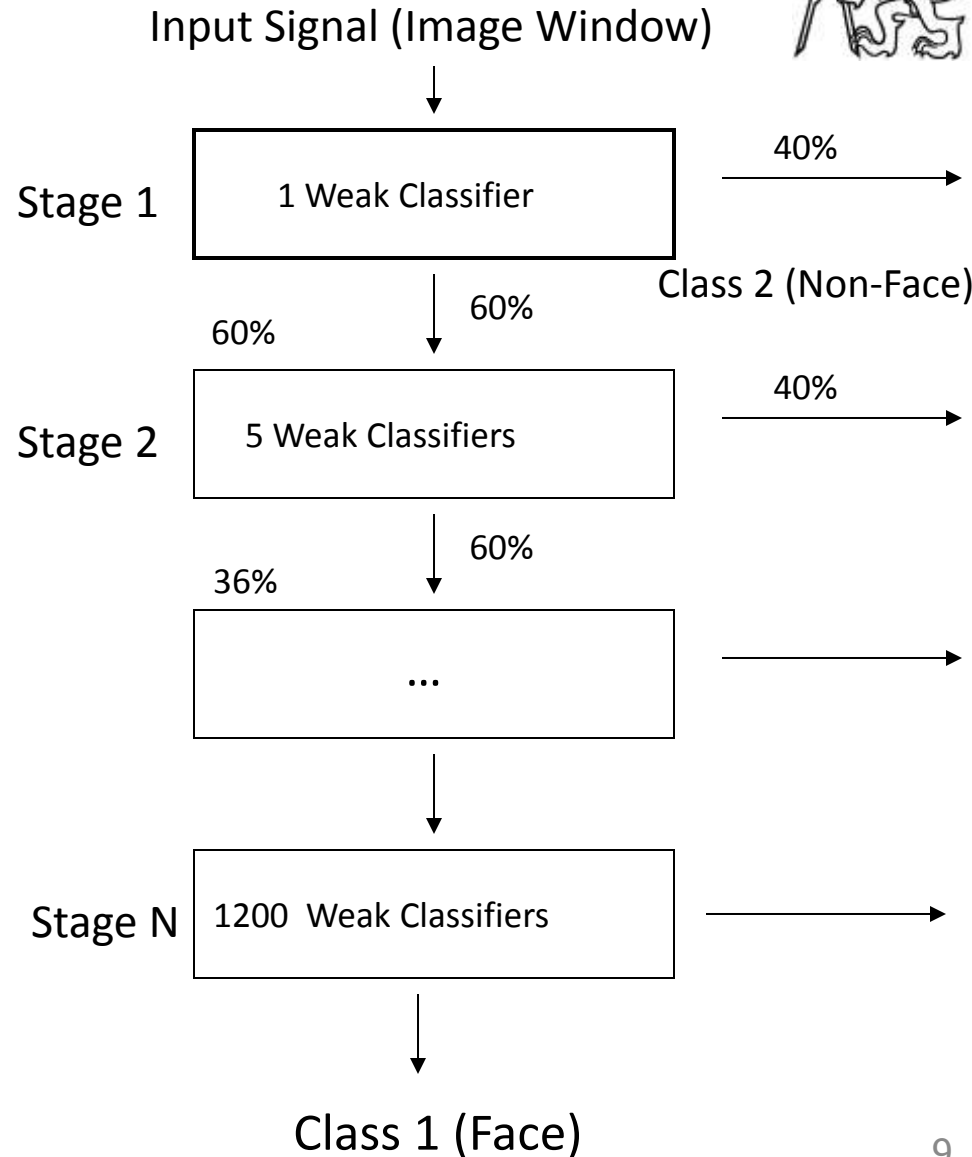 Input Signal (Image Window)
40%
Stage 1
1 Weak Classifier
Class 2 (Non-Face)
60%
60%
40%
Stage 2
5 Weak Classifiers
60%
36%
...
Stage N
1200 Weak Classifiers
Class 1 (Face)
9